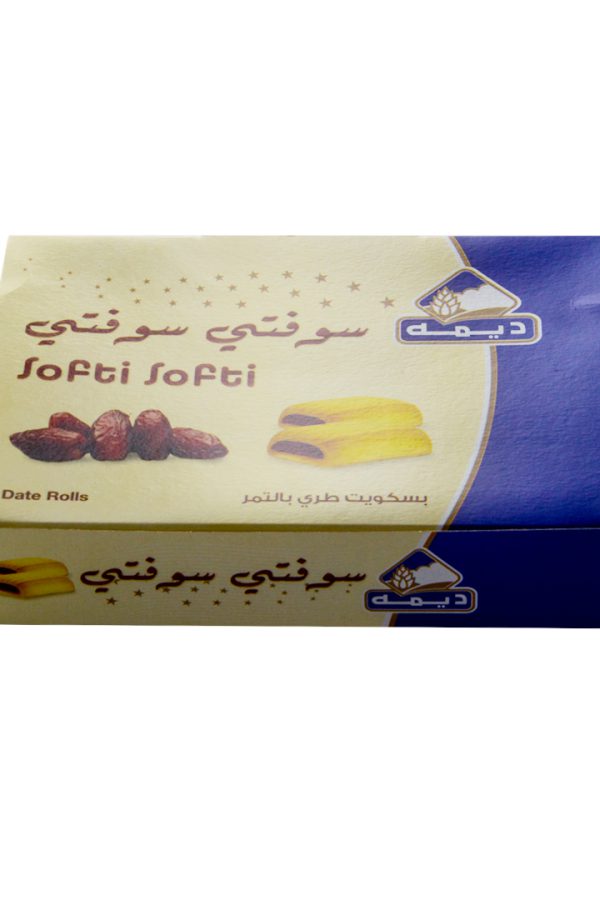 ديمه
سوفتي سوفتي
Softi Softi
Date Rolls
بسكويت طري بالتمر
سوفتي سوفتي
ديمه